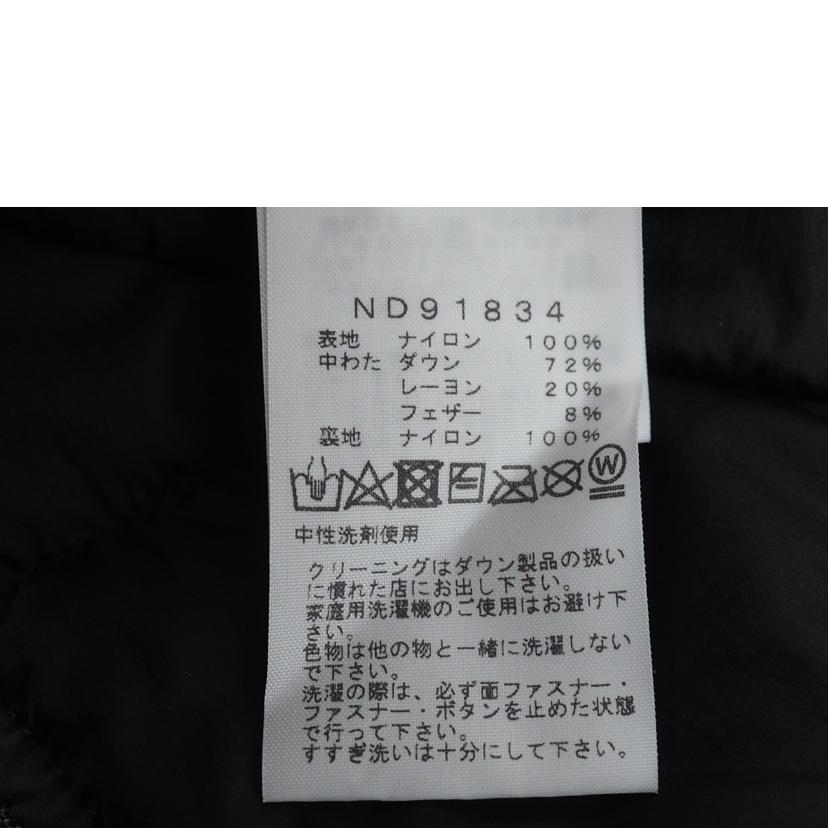 ND91834
表地 ナイロン 100%
中わた ダウン 72%
レーヨン 20%
フェザー 8%
裏地 ナイロン 100%
W
中性洗剤使用
クリーニングはダウン製品の扱い
に慣れた店にお出し下さい。
家庭用洗濯機のご使用はお避け下
さい。
色物は他の物と一緒に洗濯しない
で下さい。
洗濯の際は、必ず面ファスナー・
ファスナー・ボタンを止めた状態
で行って下さい。
すすぎ洗いは十分にして下さい。